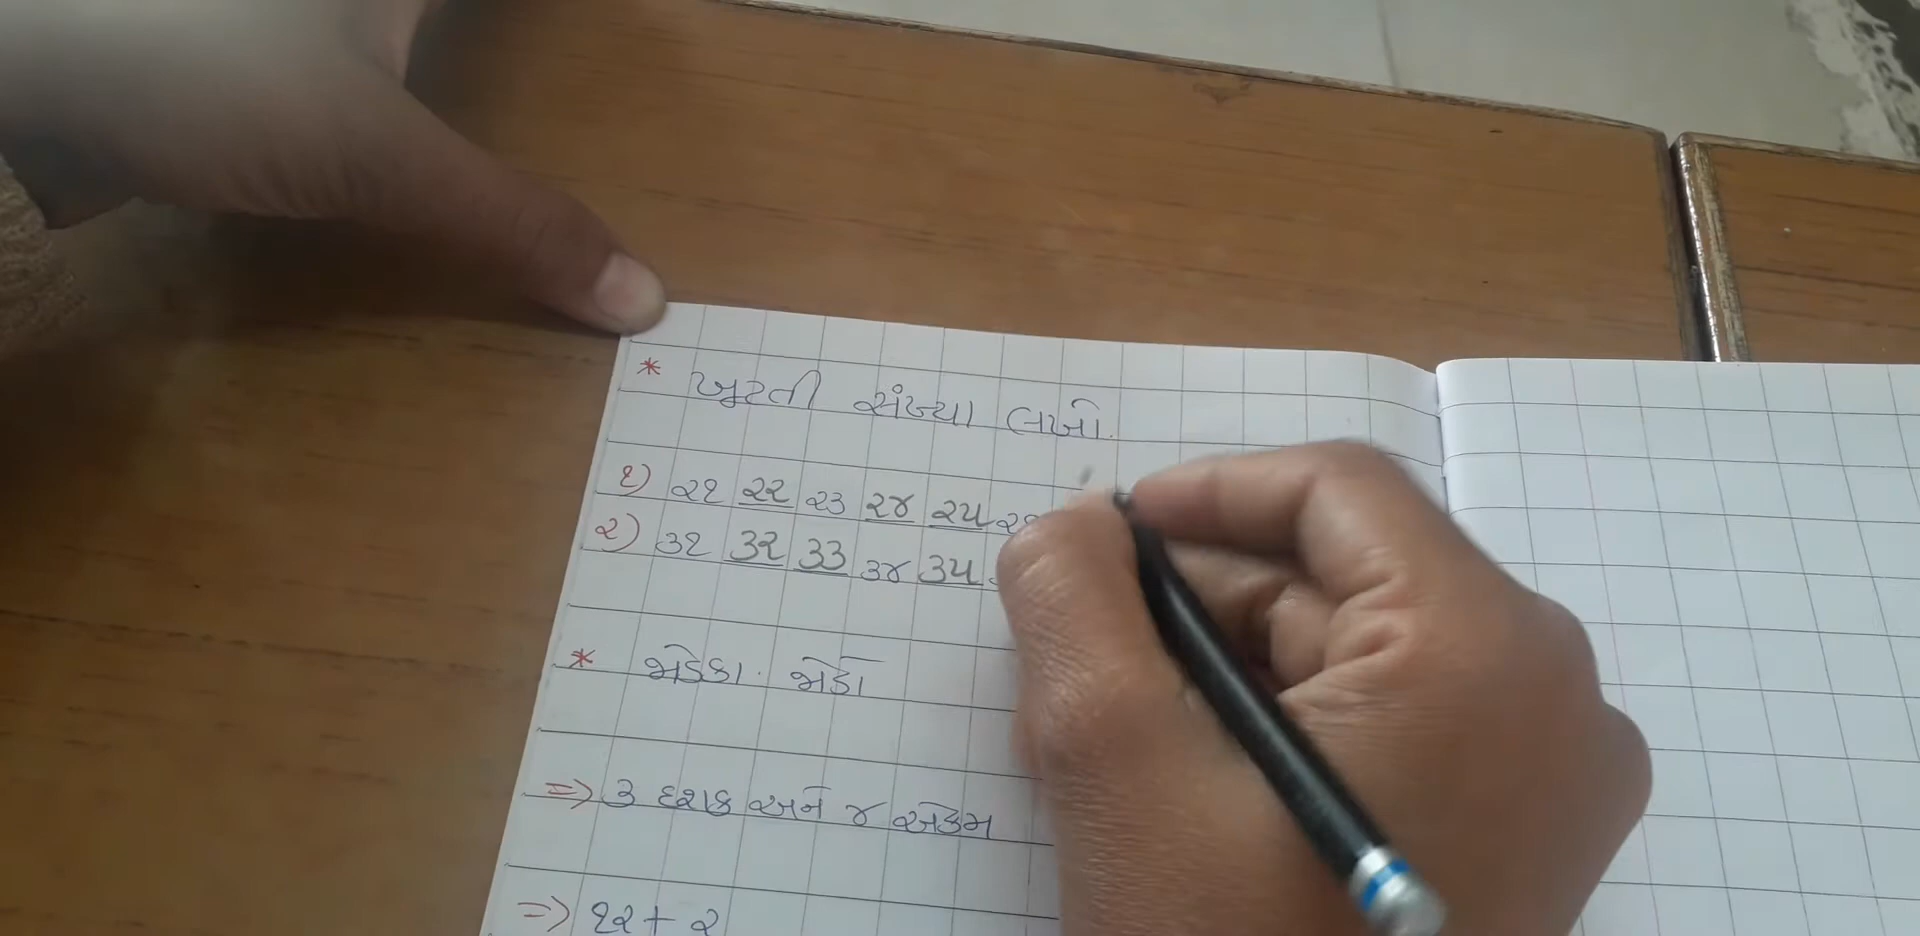 * ખુટતી સંખ્યા લખો.
૧) ૨૧ ૨૨ ૨૩ ૨૪ ૨૫
૨) ૩૧ ૩૨ ૩૩ ૩૪ ૩૫
* જોડકા જોડો
=> ૩ દશક અને ૪ એકમ
=> ૧૨ + ૨